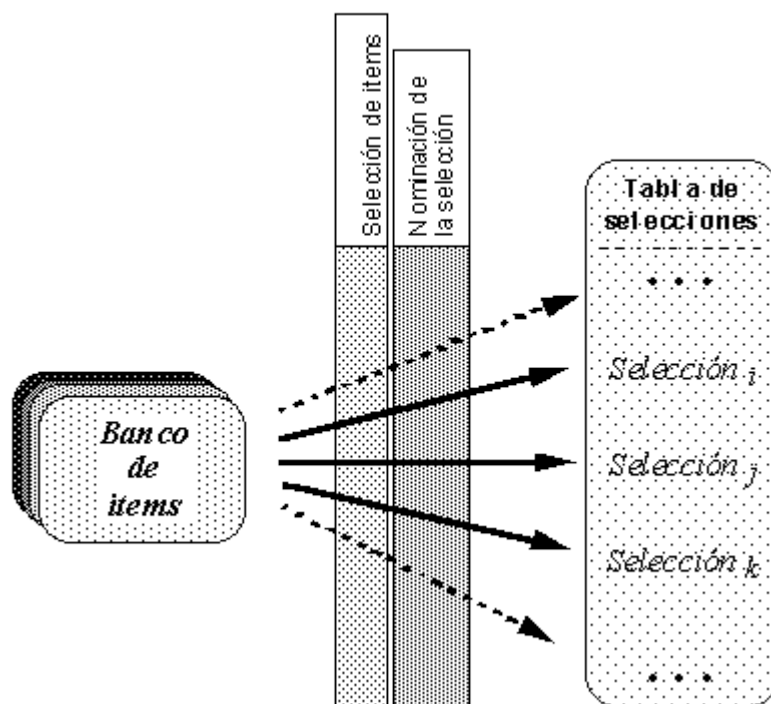 Selección de items
Nominación de
la selección
Tabla de
selecciones
• • •
Selección i
Selección j
Selección k
• • •
Banco
de
items